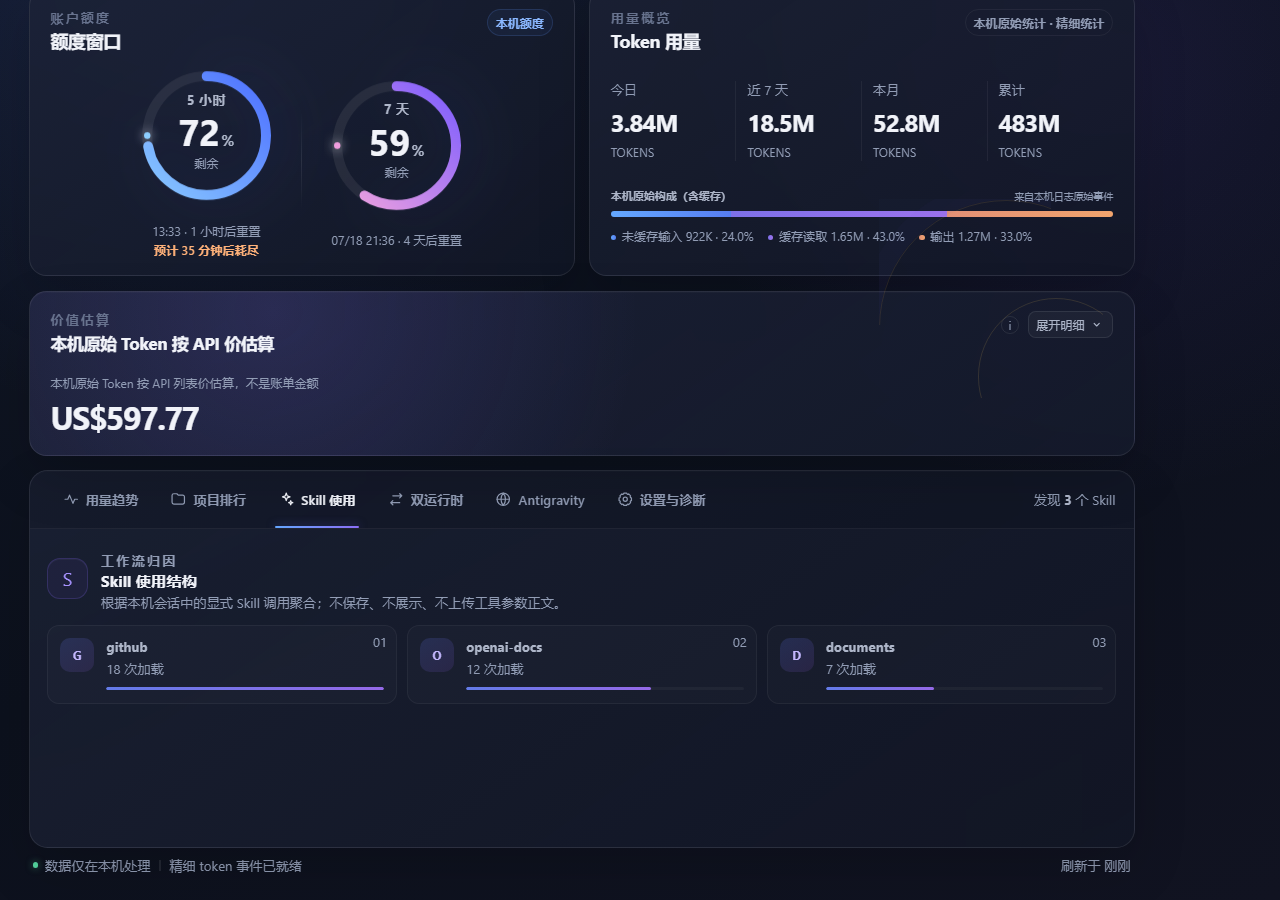 账户额度
额度窗口
本机额度
5 小时
72%
剩余
13:33 · 1 小时后重置
预计 35 分钟后耗尽
7 天
59%
剩余
07/18 21:36 · 4 天后重置
用量概览
Token 用量
本机原始统计 · 精细统计
今日
3.84M
TOKENS
近 7 天
18.5M
TOKENS
本月
52.8M
TOKENS
累计
483M
TOKENS
本机原始构成（含缓存）
来自本机日志原始事件
未缓存输入 922K · 24.0%
缓存读取 1.65M · 43.0%
输出 1.27M · 33.0%
价值估算
本机原始 Token 按 API 价估算
i
展开明细
本机原始 Token 按 API 列表价估算，不是账单金额
US$597.77
用量趋势
项目排行
Skill 使用
双运行时
Antigravity
设置与诊断
发现 3 个 Skill
S
工作流归因
Skill 使用结构
根据本机会话中的显式 Skill 调用聚合；不保存、不展示、不上传工具参数正文。
G
github
18 次加载
01
O
openai-docs
12 次加载
02
D
documents
7 次加载
03
数据仅在本机处理
精细 token 事件已就绪
刷新于 刚刚